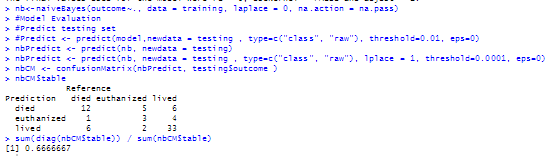 > nb<-naiveBayes(outcome~., data = training, laplace = 0, na.action = na.pass)
> #Model Evaluation
> #Predict testing set
> #Predict <- predict(model,newdata = testing , type=c("class", "raw"), threshold=0.01, eps=0)
> nbPredict <- predict(nb, newdata = testing)
> nbPredict <- predict(nb, newdata = testing , type=c("class", "raw"), lplace = 1, threshold=0.0001, eps=0)
> nbCM <- confusionMatrix(nbPredict, testing$outcome )
> nbCM$table
Reference
Prediction died euthanized lived
died 12 5 6
euthanized 1 3 4
lived 6 2 33
> sum(diag(nbCM$table)) / sum(nbCM$table)
[1] 0.6666667